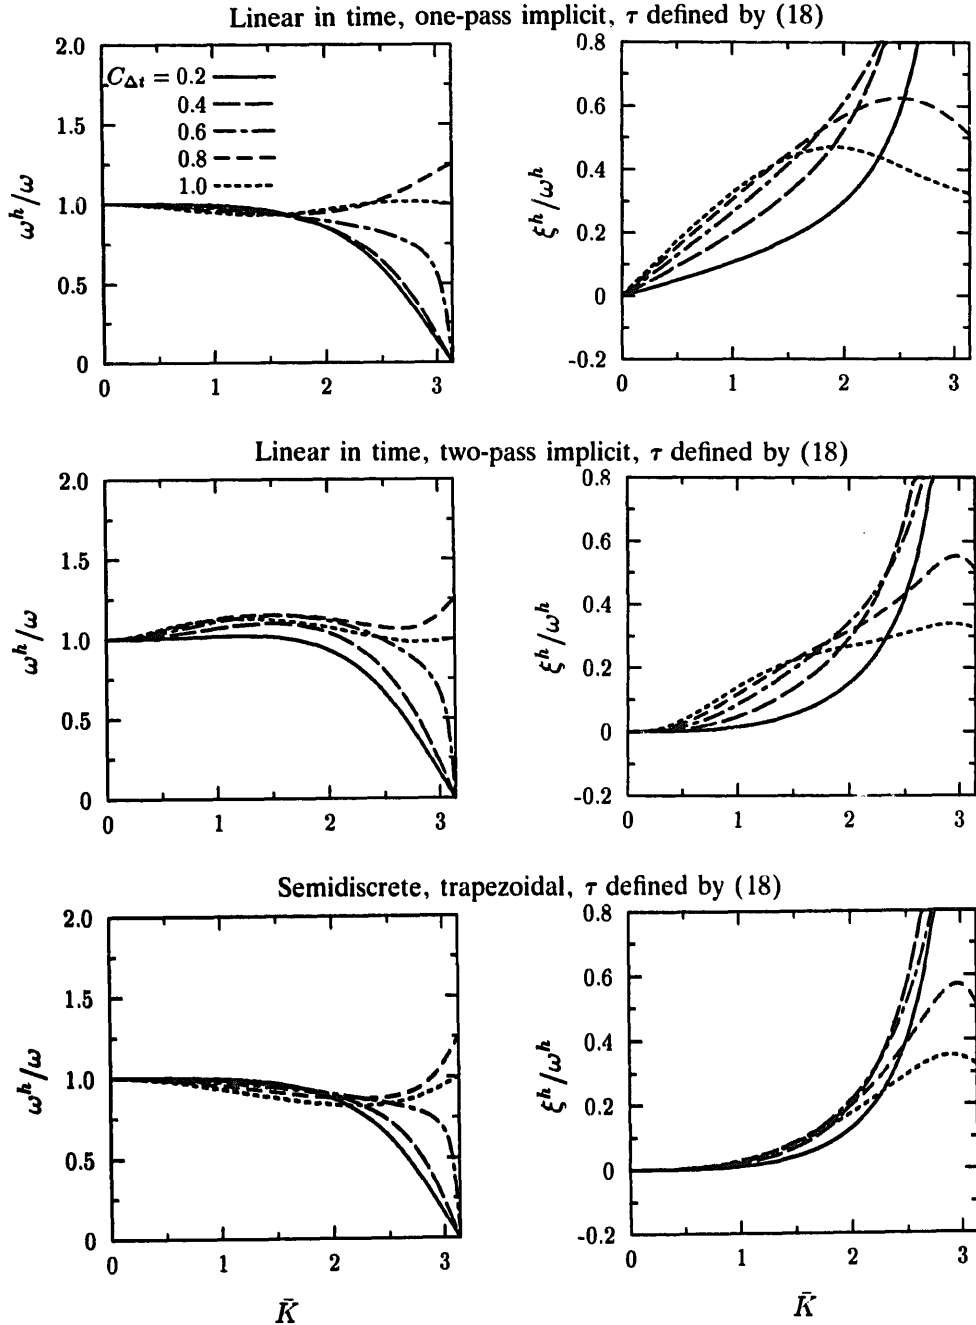 Linear in time, one-pass implicit, τ defined by (18)
2.0
1.5
1.0
0.5
0
ω^h/ω
C_Δt = 0.2
0.4
0.6
0.8
1.0
0 1 2 3
0.8
0.6
0.4
0.2
0
-0.2
ξ^h/ω^h
0 1 2 3
Linear in time, two-pass implicit, τ defined by (18)
2.0
1.5
1.0
0.5
0
ω^h/ω
0 1 2 3
0.8
0.6
0.4
0.2
0
-0.2
ξ^h/ω^h
0 1 2 3
Semidiscrete, trapezoidal, τ defined by (18)
2.0
1.5
1.0
0.5
0
ω^h/ω
0 1 2 3
K̄
0.8
0.6
0.4
0.2
0
-0.2
ξ^h/ω^h
0 1 2 3
K̄